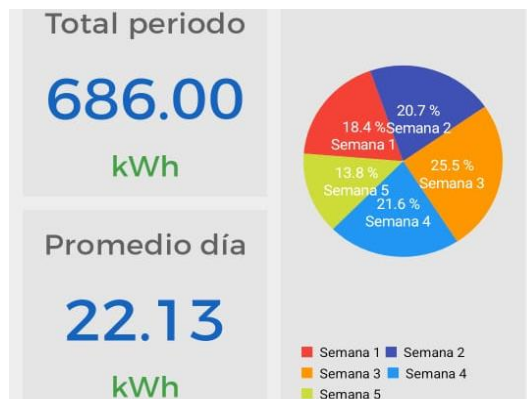 Total periodo
686.00
kWh
Promedio día
22.13
kWh
20.7 %
Semana 2
18.4 %
Semana 1
25.5 %
Semana 3
13.8 %
Semana 5
21.6 %
Semana 4
Semana 1 Semana 2
Semana 3 Semana 4
Semana 5